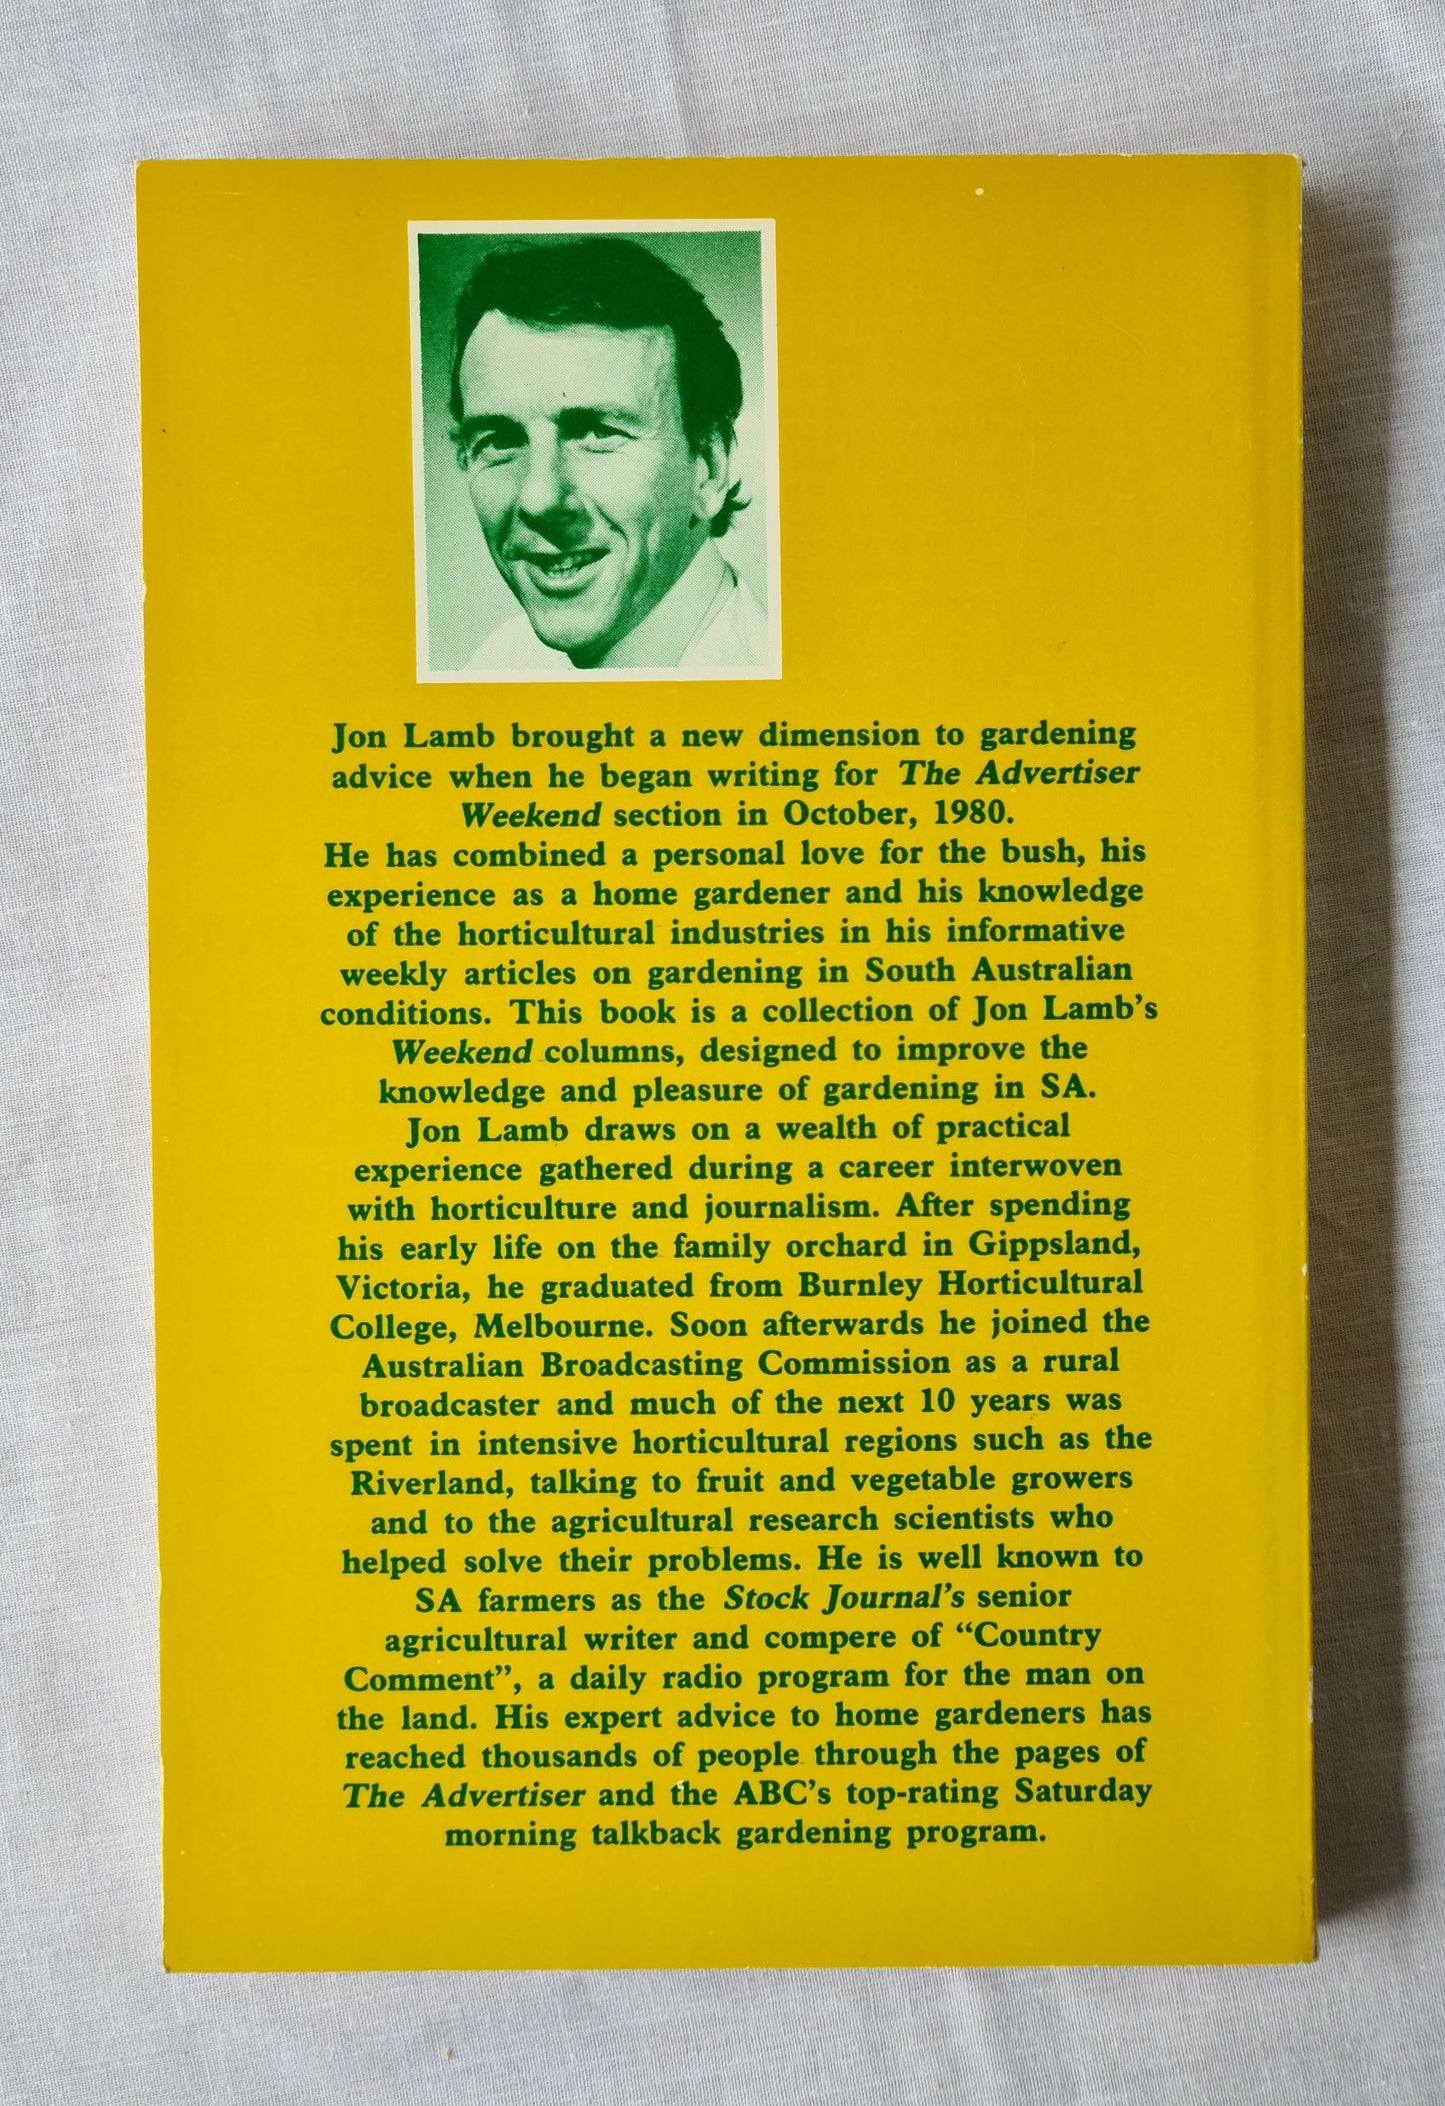 Jon Lamb brought a new dimension to gardening
advice when he began writing for The Advertiser
Weekend section in October, 1980.
He has combined a personal love for the bush, his
experience as a home gardener and his knowledge
of the horticultural industries in his informative
weekly articles on gardening in South Australian
conditions. This book is a collection of Jon Lamb's
Weekend columns, designed to improve the
knowledge and pleasure of gardening in SA.
Jon Lamb draws on a wealth of practical
experience gathered during a career interwoven
with horticulture and journalism. After spending
his early life on the family orchard in Gippsland,
Victoria, he graduated from Burnley Horticultural
College, Melbourne. Soon afterwards he joined the
Australian Broadcasting Commission as a rural
broadcaster and much of the next 10 years was
spent in intensive horticultural regions such as the
Riverland, talking to fruit and vegetable growers
and to the agricultural research scientists who
helped solve their problems. He is well known to
SA farmers as the Stock Journal's senior
agricultural writer and compere of “Country
Comment”, a daily radio program for the man on
the land. His expert advice to home gardeners has
reached thousands of people through the pages of
The Advertiser and the ABC's top-rating Saturday
morning talkback gardening program.